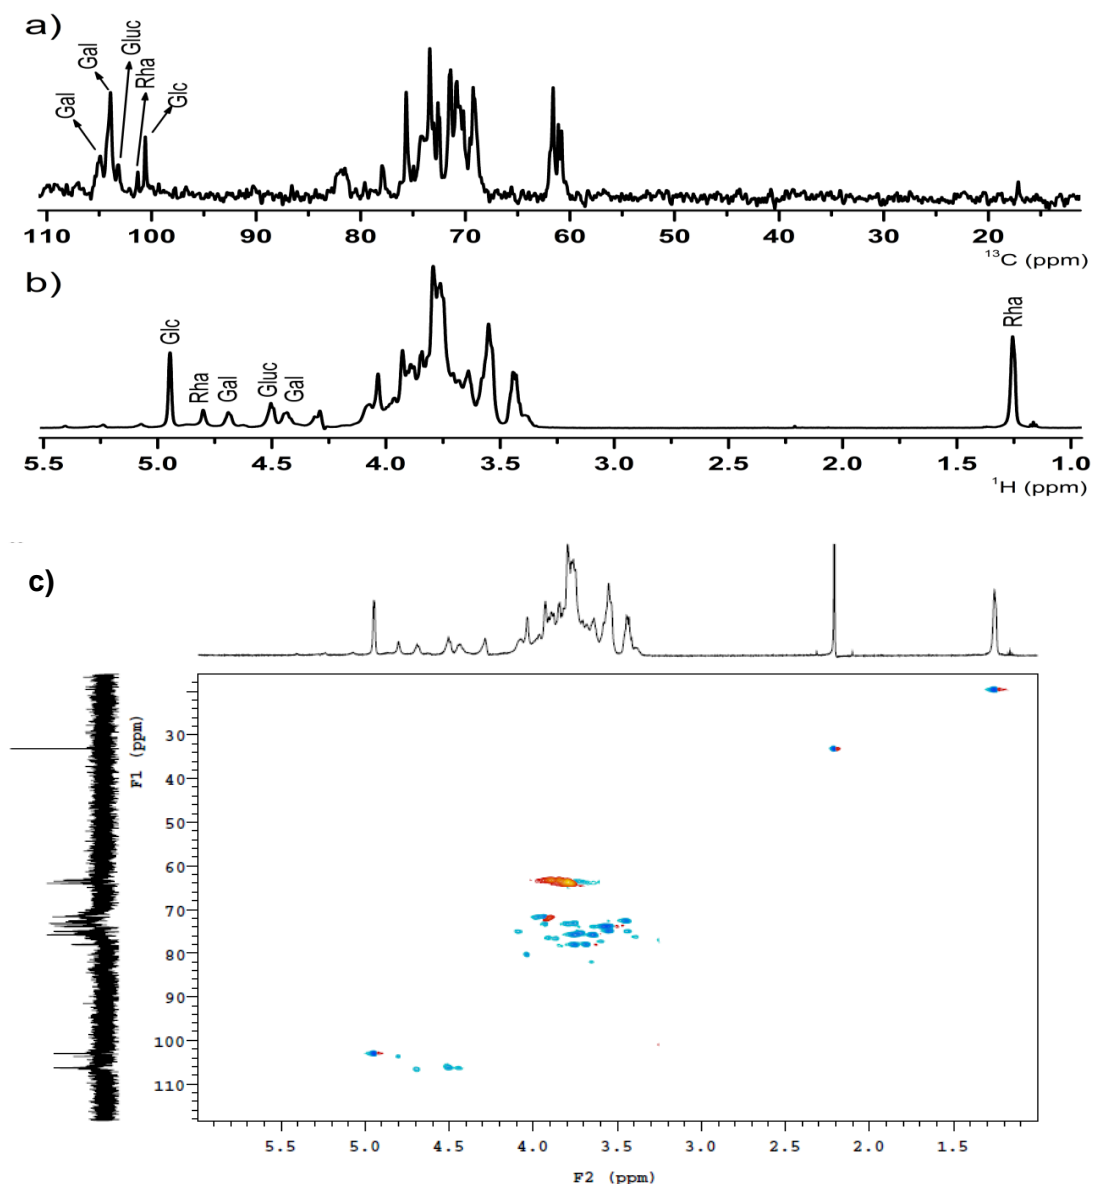 a)
Gal
Gal
Gluc
Rha
Glc
110 100 90 80 70 60 50 40 30 20
¹³C (ppm)
b)
Glc
Rha
Gal
Gluc
Gal
Rha
5.5 5.0 4.5 4.0 3.5 3.0 2.5 2.0 1.5 1.0
¹H (ppm)
c)
F1 (ppm)
30
40
50
60
70
80
90
100
110
5.5 5.0 4.5 4.0 3.5 3.0 2.5 2.0 1.5
F2 (ppm)